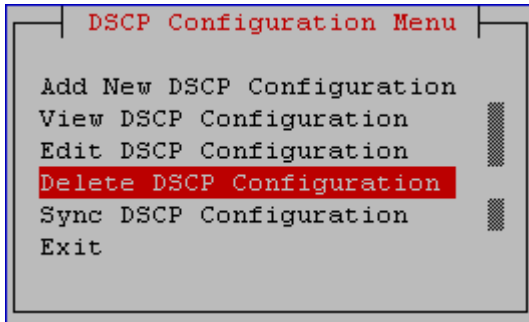 DSCP Configuration Menu
Add New DSCP Configuration
View DSCP Configuration
Edit DSCP Configuration
Delete DSCP Configuration
Sync DSCP Configuration
Exit